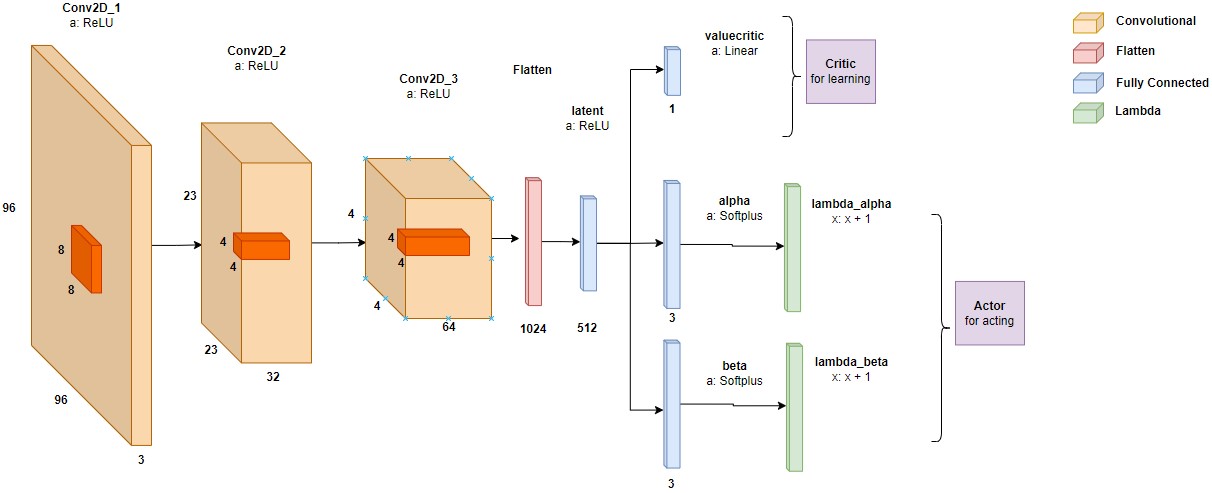 Conv2D_1
a: ReLU
Conv2D_2
a: ReLU
Conv2D_3
a: ReLU
Flatten
latent
a: ReLU
valuecritic
a: Linear
Critic
for learning
Convolutional
Flatten
Fully Connected
Lambda
96
8
8
96
3
23
4
4
23
32
4
4
4
4
64
1024
512
1
alpha
a: Softplus
lambda_alpha
x: x + 1
3
beta
a: Softplus
lambda_beta
x: x + 1
3
Actor
for acting